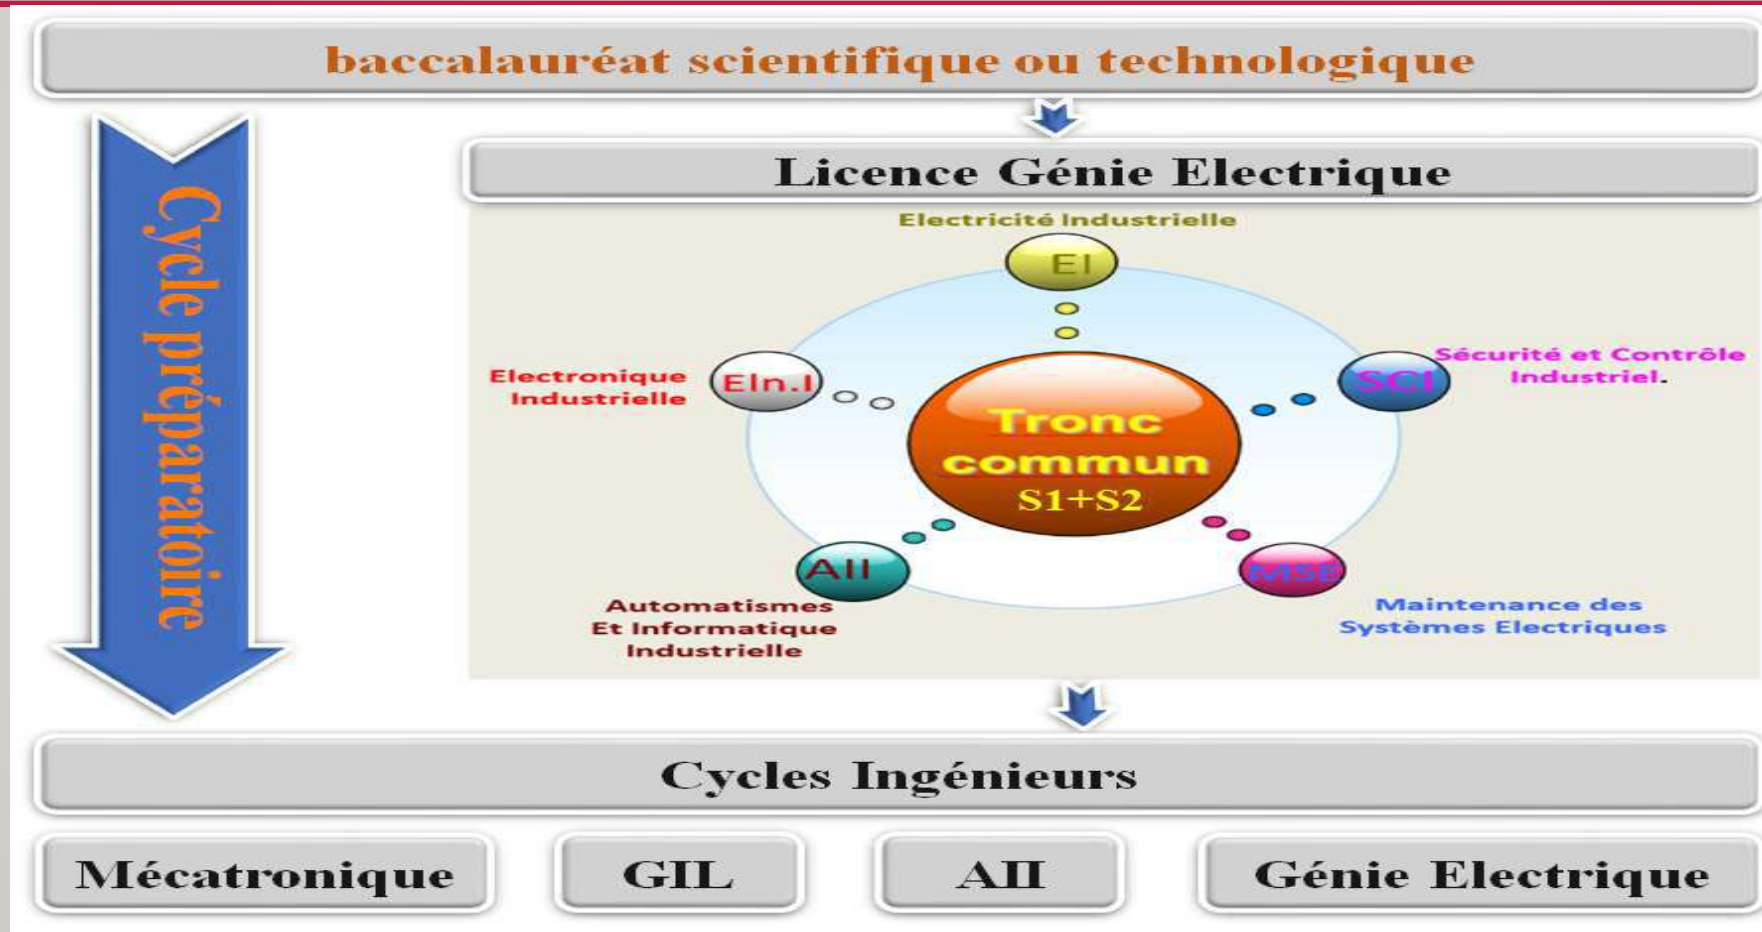 baccalauréat scientifique ou technologique
Licence Génie Electrique
Cycle préparatoire
Electricité Industrielle
EI
Electronique
Industrielle
Eln.I
SCI
Sécurité et Contrôle
Industriel.
Tronc
commun
S1+S2
AII
Automatismes
Et Informatique
Industrielle
MSE
Maintenance des
Systèmes Electriques
Cycles Ingénieurs
Mécatronique
GIL
AII
Génie Electrique